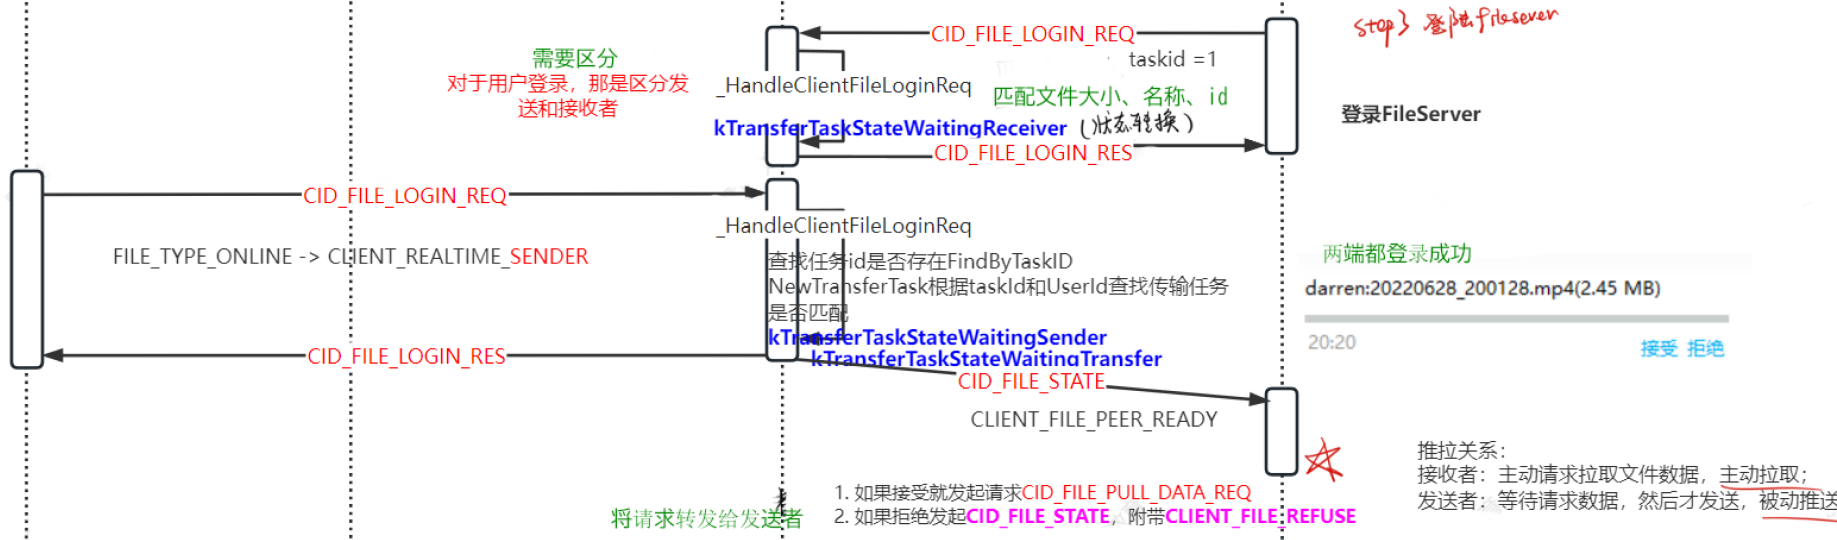 CID_FILE_LOGIN_REQ
step3 登陆fileserver
需要区分
对于用户登录，那是区分发
送和接收者
taskid =1
_HandleClientFileLoginReq
匹配文件大小、名称、id
登录FileServer
kTransferTaskStateWaitingReceiver
(状态转换)
CID_FILE_LOGIN_RES
CID_FILE_LOGIN_REQ
_HandleClientFileLoginReq
FILE_TYPE_ONLINE -> CLIENT_REALTIME_SENDER
查找任务id是否存在FindByTaskID
NewTransferTask根据taskId和UserId查找传输任务
是否匹配
kTransferTaskStateWaitingSender
kTransferTaskStateWaitingTransfer
两端都登录成功
darren:20220628_200128.mp4(2.45 MB)
20:20
接受 拒绝
CID_FILE_LOGIN_RES
CID_FILE_STATE
CLIENT_FILE_PEER_READY
推拉关系：
接收者：主动请求拉取文件数据，主动拉取；
发送者：等待请求数据，然后才发送，被动推送
将请求转发给发送者
1. 如果接受就发起请求CID_FILE_PULL_DATA_REQ
2. 如果拒绝发起CID_FILE_STATE，附带CLIENT_FILE_REFUSE